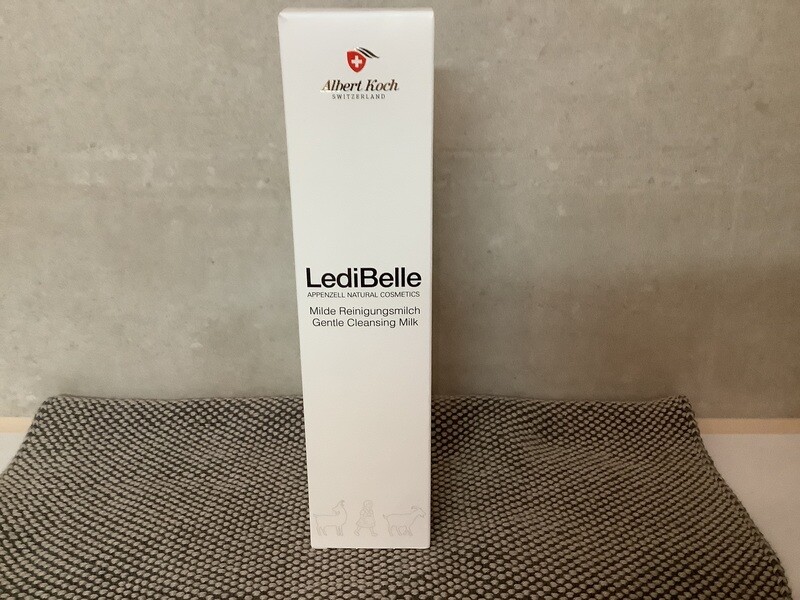 Albert Koch
SWITZERLAND
LediBelle
APPENZELL NATURAL COSMETICS
Milde Reinigungsmilch
Gentle Cleansing Milk